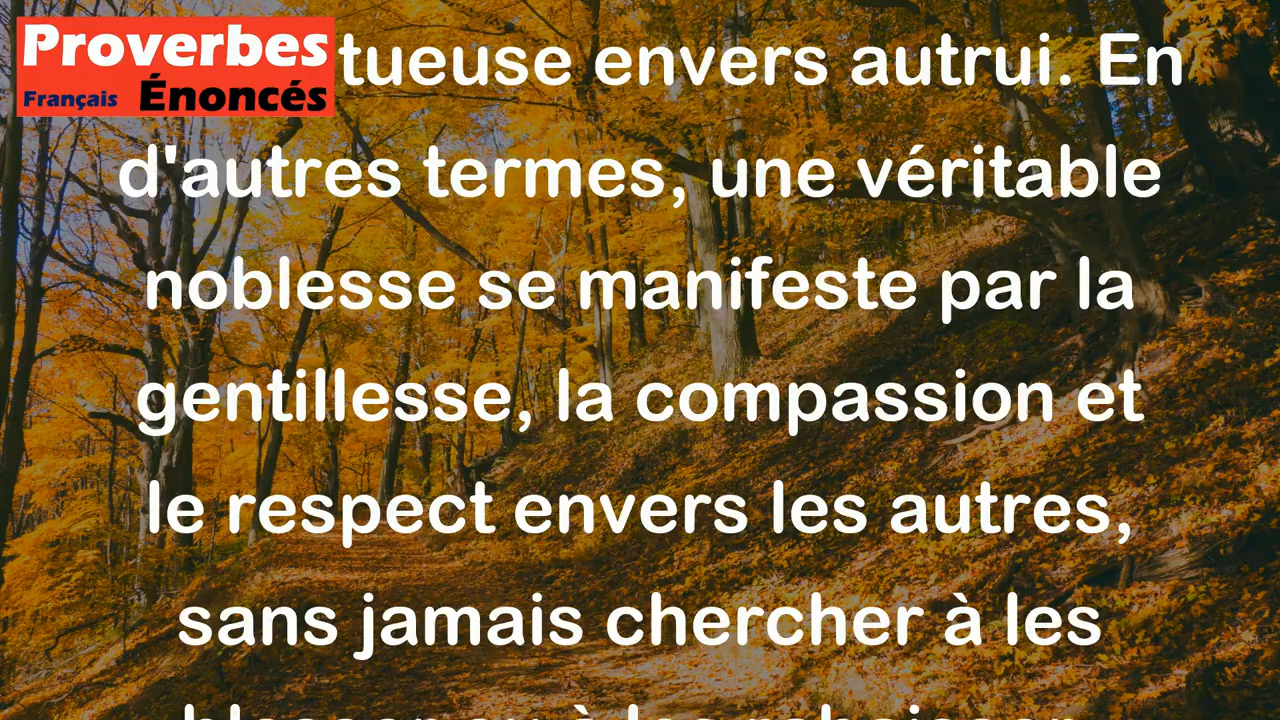 Proverbes
Français Énoncés
tueuse envers autrui. En
d'autres termes, une véritable
noblesse se manifeste par la
gentillesse, la compassion et
le respect envers les autres,
sans jamais chercher à les